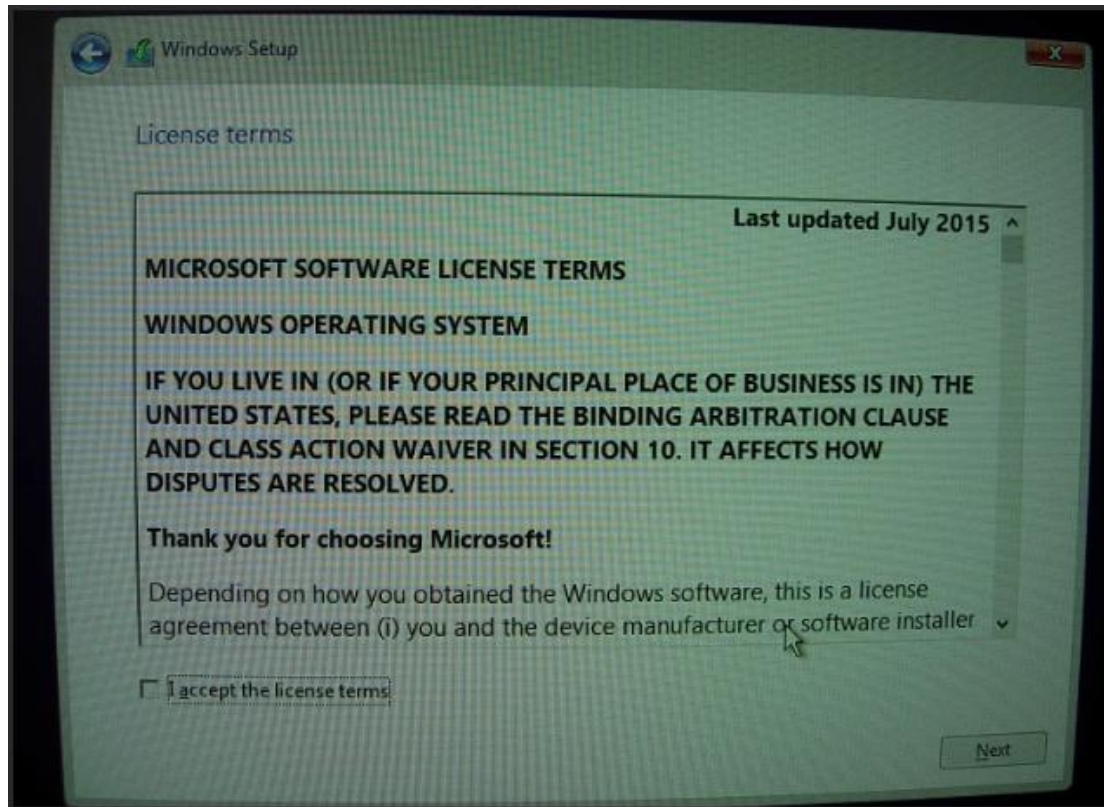 Windows Setup
License terms
Last updated July 2015
MICROSOFT SOFTWARE LICENSE TERMS
WINDOWS OPERATING SYSTEM
IF YOU LIVE IN (OR IF YOUR PRINCIPAL PLACE OF BUSINESS IS IN) THE
UNITED STATES, PLEASE READ THE BINDING ARBITRATION CLAUSE
AND CLASS ACTION WAIVER IN SECTION 10. IT AFFECTS HOW
DISPUTES ARE RESOLVED.
Thank you for choosing Microsoft!
Depending on how you obtained the Windows software, this is a license
agreement between (i) you and the device manufacturer or software installer
I accept the license terms
Next